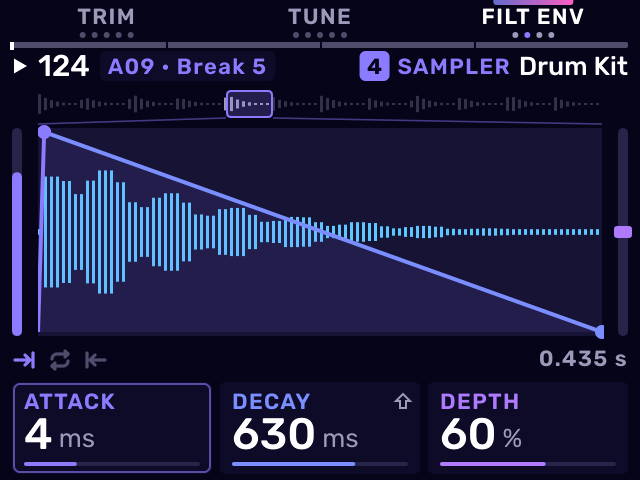 TRIM TUNE FILT ENV
124 A09 • Break 5 4 SAMPLER Drum Kit
0.435 s
ATTACK DECAY DEPTH
4 ms 630 ms 60 %